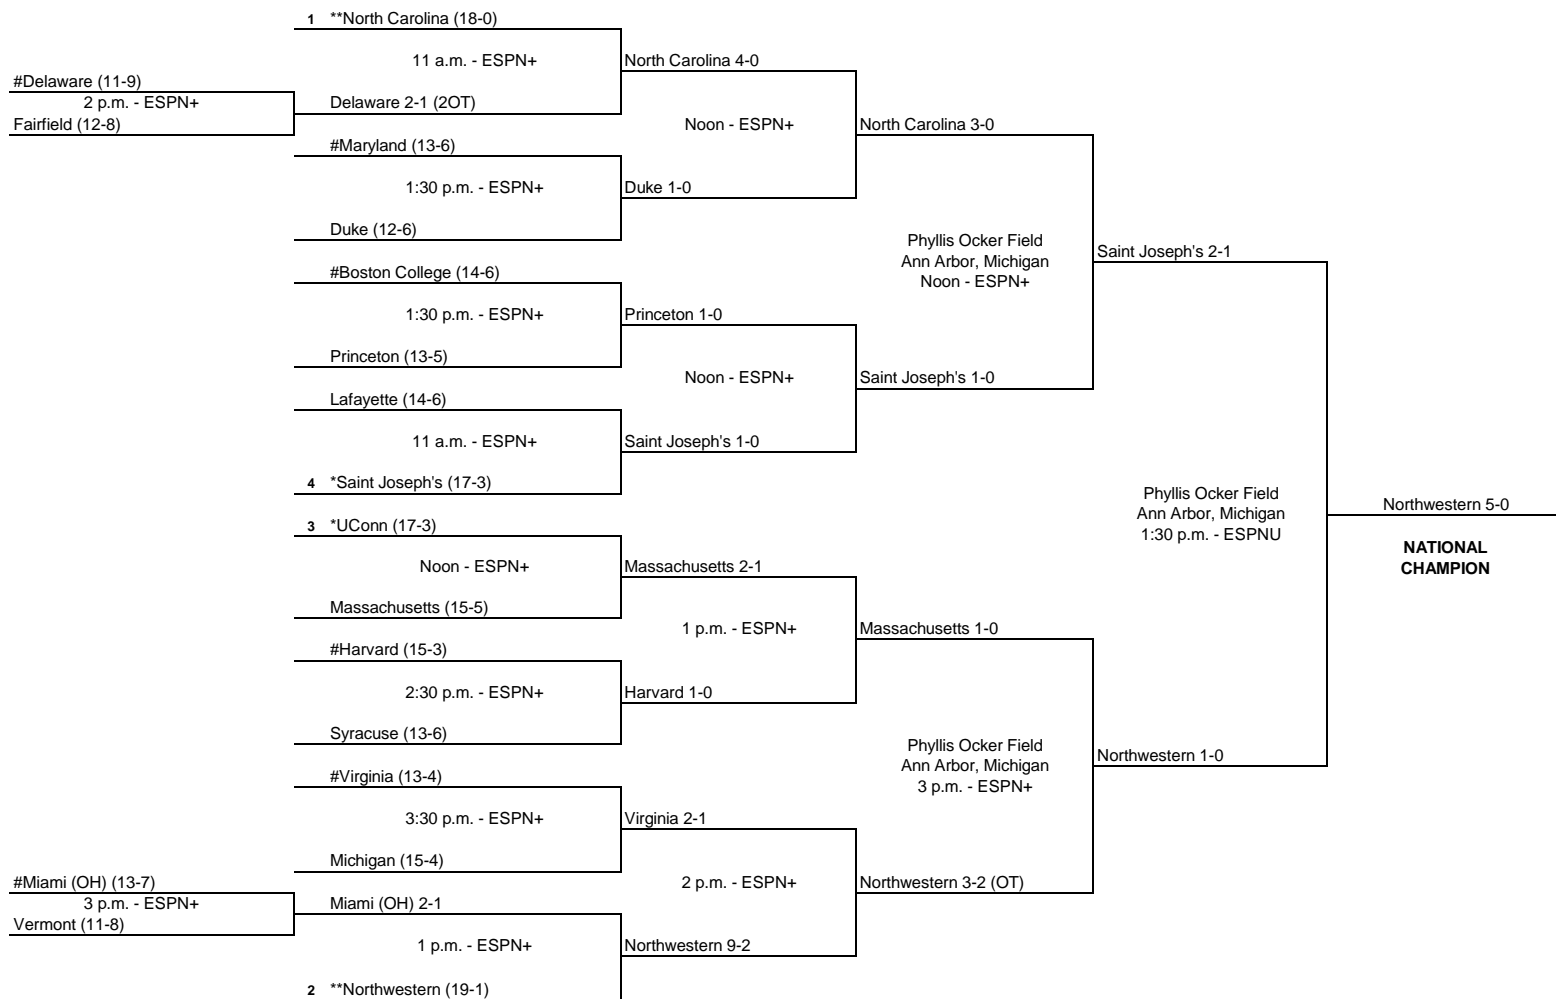 1 **North Carolina (18-0)
11 a.m. - ESPN+
North Carolina 4-0
#Delaware (11-9)
2 p.m. - ESPN+
Delaware 2-1 (2OT)
Fairfield (12-8)
Noon - ESPN+
North Carolina 3-0
#Maryland (13-6)
1:30 p.m. - ESPN+
Duke 1-0
Duke (12-6)
Phyllis Ocker Field
Ann Arbor, Michigan
Noon - ESPN+
Saint Joseph's 2-1
#Boston College (14-6)
1:30 p.m. - ESPN+
Princeton 1-0
Princeton (13-5)
Noon - ESPN+
Saint Joseph's 1-0
Lafayette (14-6)
11 a.m. - ESPN+
Saint Joseph's 1-0
4 *Saint Joseph's (17-3)
Phyllis Ocker Field
Ann Arbor, Michigan
1:30 p.m. - ESPNU
Northwestern 5-0
NATIONAL
CHAMPION
3 *UConn (17-3)
Noon - ESPN+
Massachusetts 2-1
Massachusetts (15-5)
1 p.m. - ESPN+
Massachusetts 1-0
#Harvard (15-3)
2:30 p.m. - ESPN+
Harvard 1-0
Syracuse (13-6)
Phyllis Ocker Field
Ann Arbor, Michigan
3 p.m. - ESPN+
Northwestern 1-0
#Virginia (13-4)
3:30 p.m. - ESPN+
Virginia 2-1
Michigan (15-4)
2 p.m. - ESPN+
Northwestern 3-2 (OT)
#Miami (OH) (13-7)
3 p.m. - ESPN+
Miami (OH) 2-1
Vermont (11-8)
1 p.m. - ESPN+
Northwestern 9-2
2 **Northwestern (19-1)